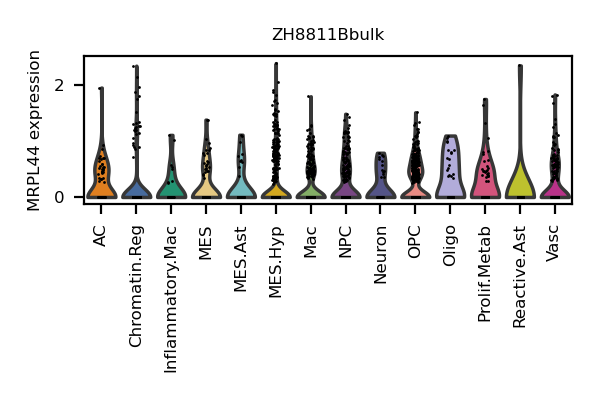 ZH8811Bbulk
MRPL44 expression
2
0
AC
Chromatin.Reg
Inflammatory.Mac
MES
MES.Ast
MES.Hyp
Mac
NPC
Neuron
OPC
Oligo
Prolif.Metab
Reactive.Ast
Vasc